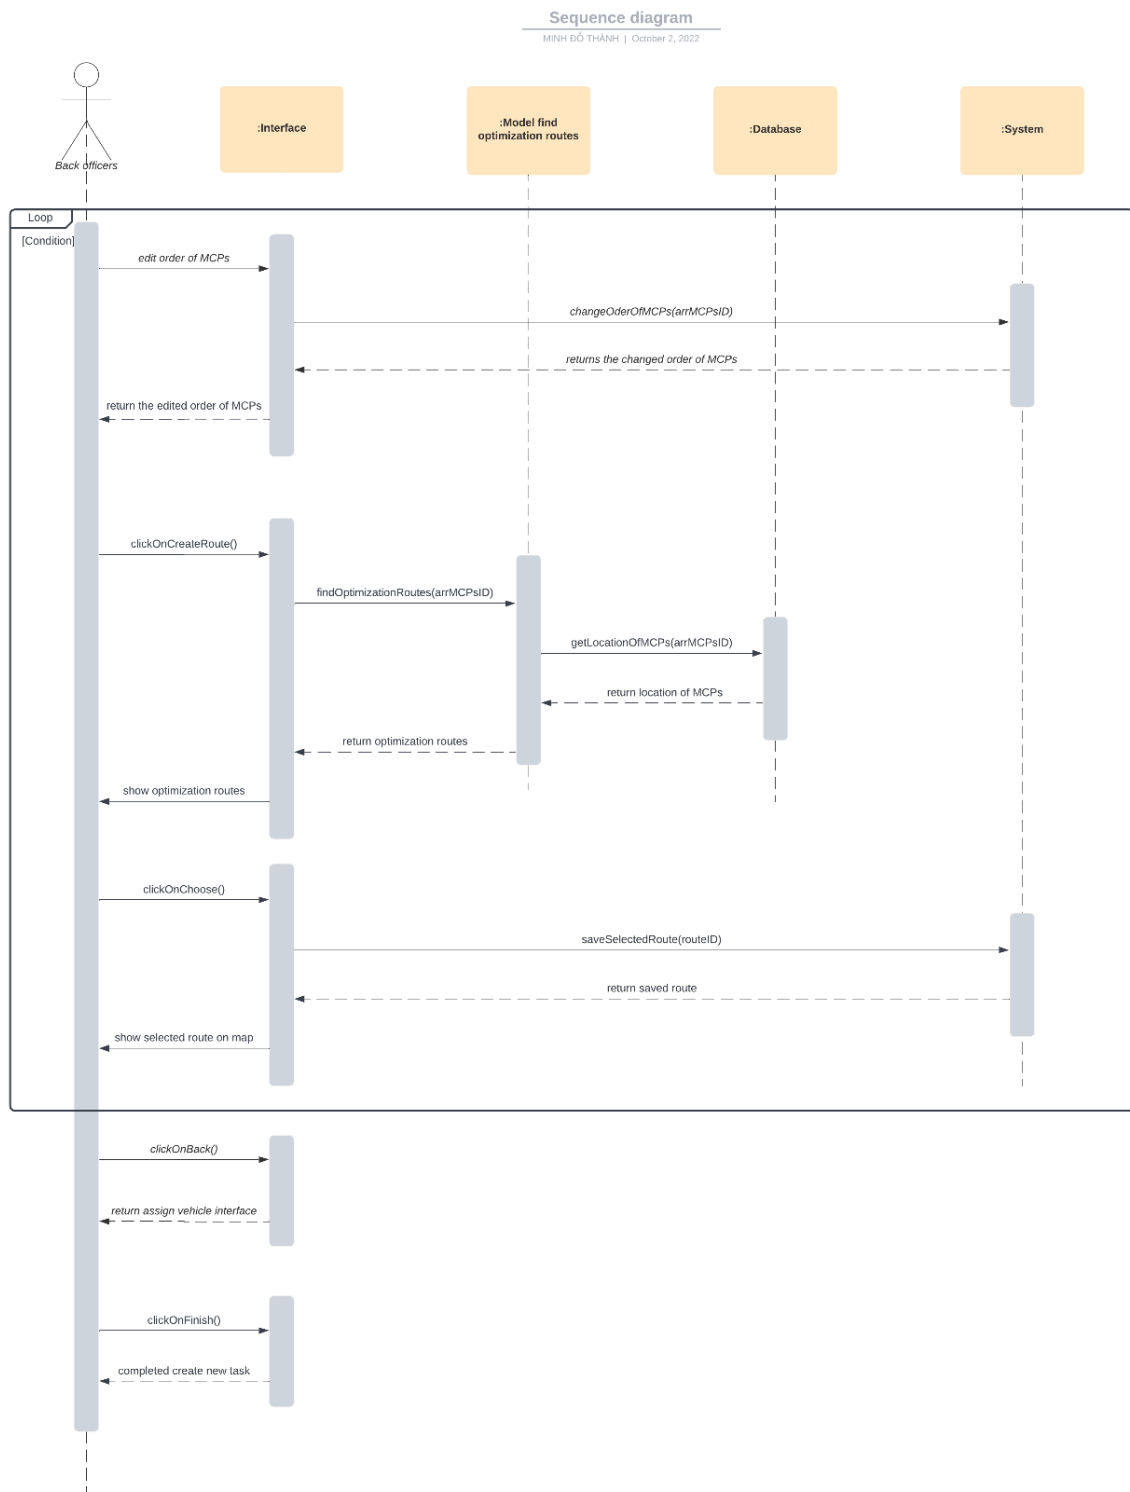 Sequence diagram
MINH ĐỖ THÀNH | October 2, 2022
Back officers
:Interface
:Model find
optimization routes
:Database
:System
Loop
[Condition]
edit order of MCPs
changeOderOfMCPs(arrMCPsID)
returns the changed order of MCPs
return the edited order of MCPs
clickOnCreateRoute()
findOptimizationRoutes(arrMCPsID)
getLocationOfMCPs(arrMCPsID)
return location of MCPs
return optimization routes
show optimization routes
clickOnChoose()
saveSelectedRoute(routeID)
return saved route
show selected route on map
clickOnBack()
return assign vehicle interface
clickOnFinish()
completed create new task